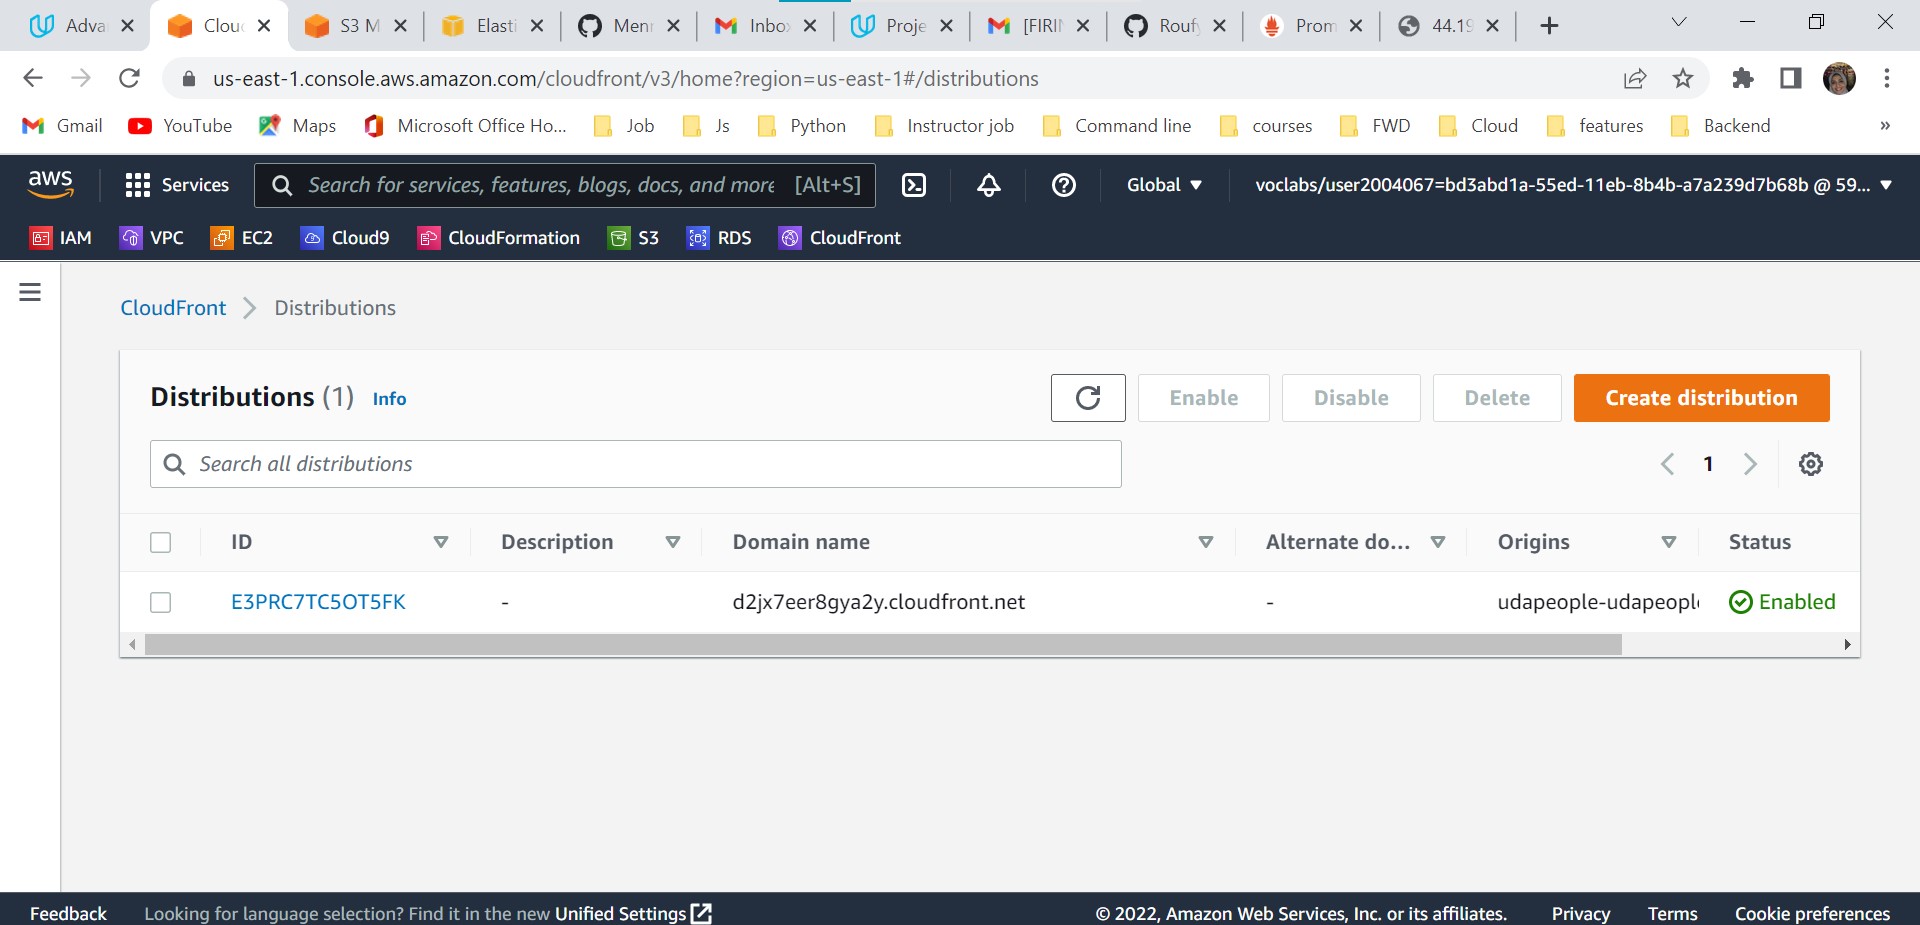 Adva
Clou
S3 M
Elasti
Menn
Inbo
Proje
[FIRI
Roufy
Prom
44.19
us-east-1.console.aws.amazon.com/cloudfront/v3/home?region=us-east-1#/distributions
Gmail YouTube Maps Microsoft Office Ho... Job Js Python Instructor job Command line courses FWD Cloud features Backend »
aws Services Search for services, features, blogs, docs, and more [Alt+S] Global voclabs/user2004067=bd3abd1a-55ed-11eb-8b4b-a7a239d7b68b @ 59...
IAM VPC EC2 Cloud9 CloudFormation S3 RDS CloudFront
CloudFront Distributions
Distributions (1) Info Enable Disable Delete Create distribution
Search all distributions 1
ID Description Domain name Alternate do... Origins Status
E3PRC7TC5OT5FK - d2jx7eer8gya2y.cloudfront.net - udapeople-udapeople Enabled
Feedback Looking for language selection? Find it in the new Unified Settings © 2022, Amazon Web Services, Inc. or its affiliates. Privacy Terms Cookie preferences